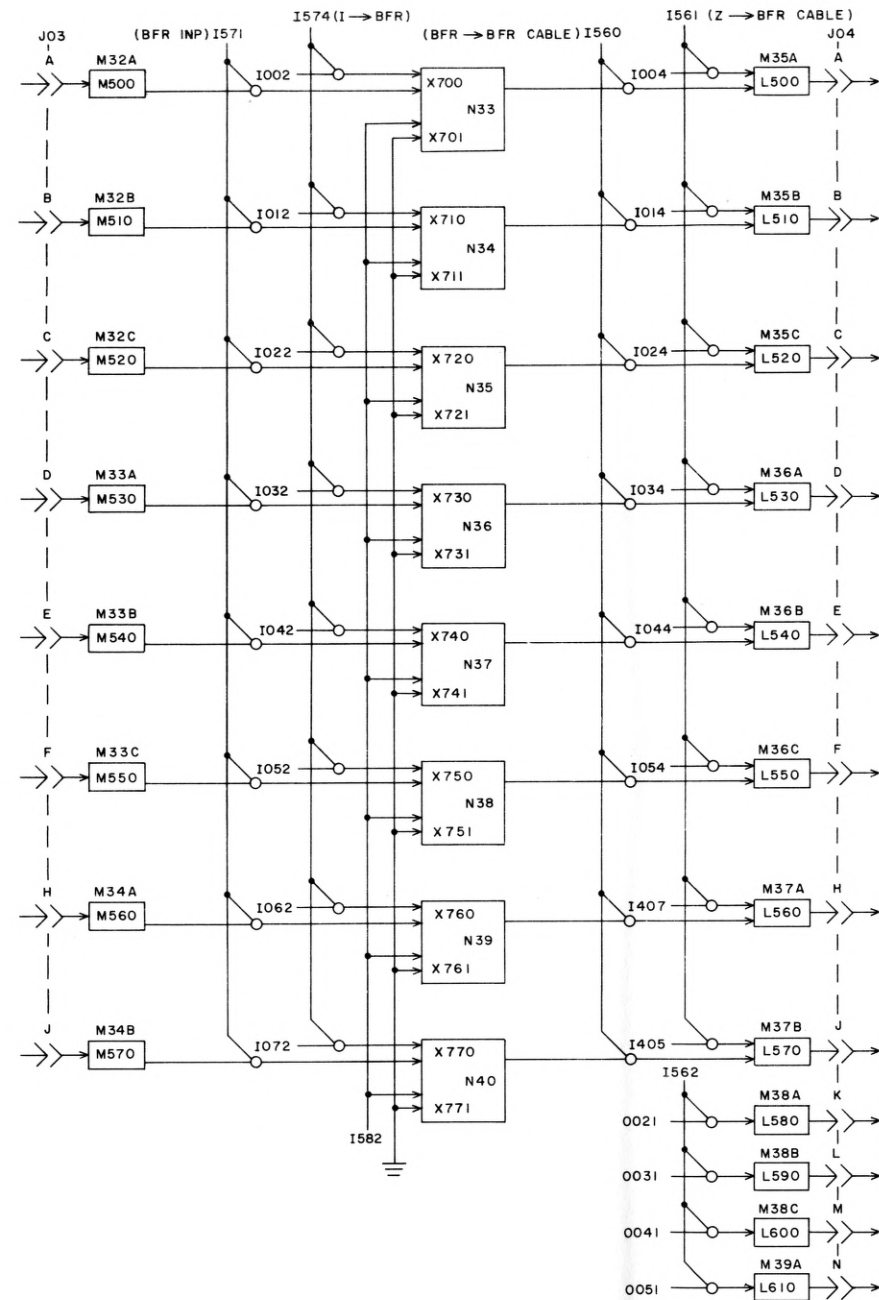 I574 (I→BFR) I561 (Z→BFR CABLE)
J03 (BFR INP) I571 (BFR→BFR CABLE) I560 J04
A M32A M35A A
M500 I002 X700 I004 L500
N33
X701
B M32B M35B B
M510 I012 X710 I014 L510
N34
X711
C M32C M35C C
M520 I022 X720 I024 L520
N35
X721
D M33A M36A D
M530 I032 X730 I034 L530
N36
X731
E M33B M36B E
M540 I042 X740 I044 L540
N37
X741
F M33C M36C F
M550 I052 X750 I054 L550
N38
X751
H M34A M37A H
M560 I062 X760 I407 L560
N39
X761
J M34B M37B J
M570 I072 X770 I405 L570
N40 I562
X771 M38A K
I582 0021 L580
M38B L
0031 L590
M38C M
0041 L600
M39A N
0051 L610